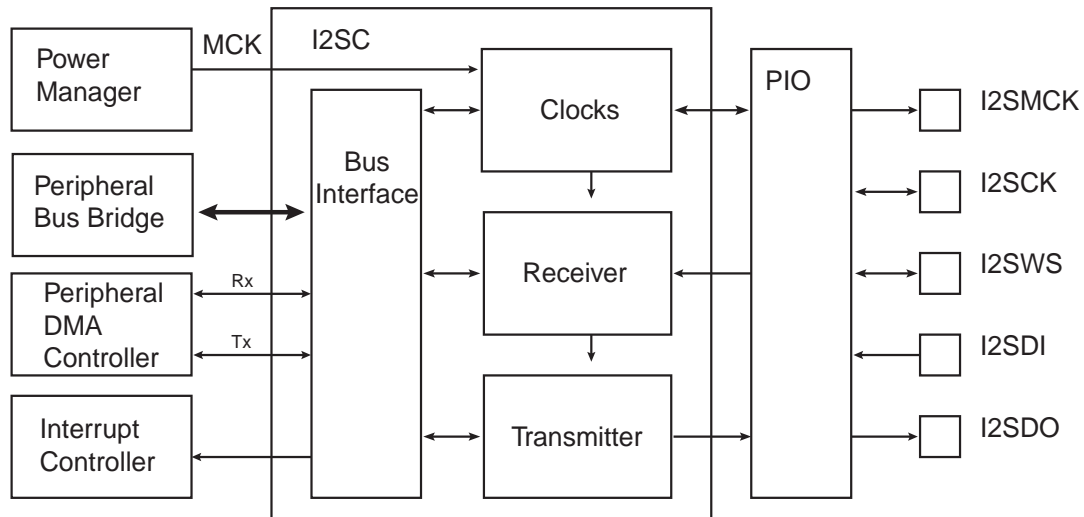 Power
Manager
MCK
I2SC
Peripheral
Bus Bridge
Peripheral
DMA
Controller
Rx
Tx
Interrupt
Controller
Bus
Interface
Clocks
Receiver
Transmitter
PIO
I2SMCK
I2SCK
I2SWS
I2SDI
I2SDO